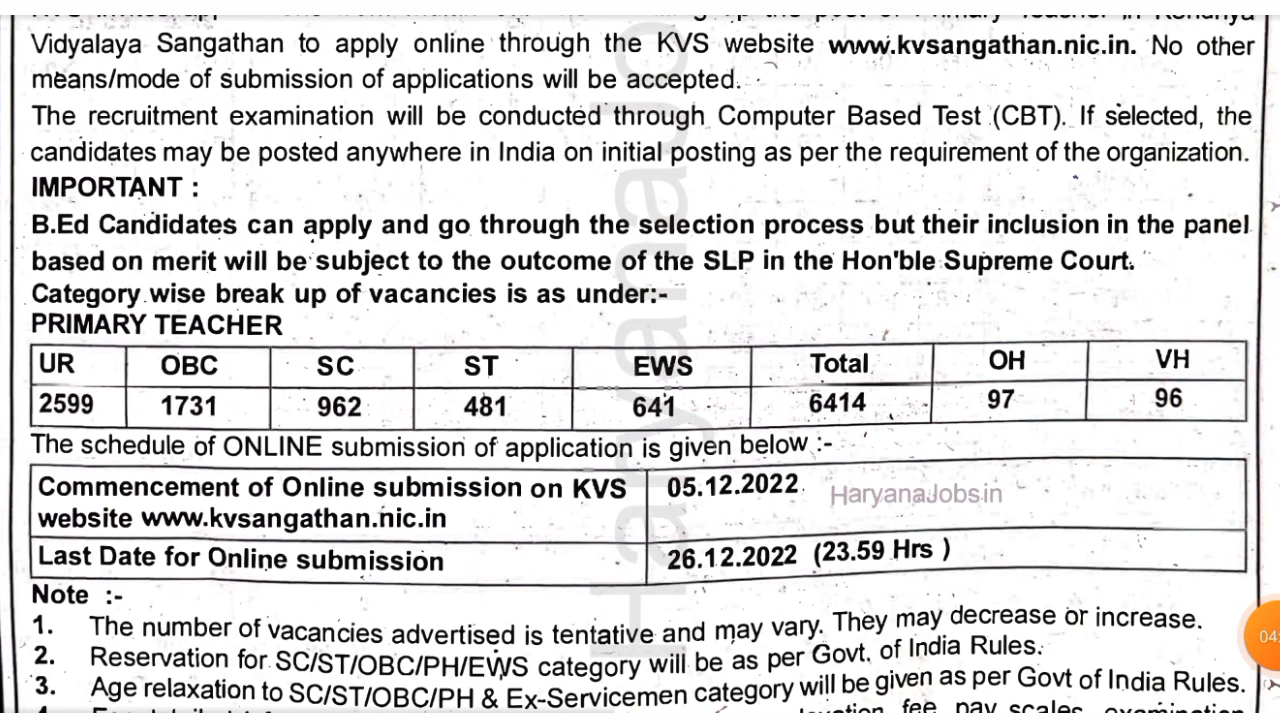 Vidyalaya Sangathan to apply online through the KVS website www.kvsangathan.nic.in. No other
means/mode of submission of applications will be accepted.
The recruitment examination will be conducted through Computer Based Test (CBT). If selected, the
candidates may be posted anywhere in India on initial posting as per the requirement of the organization.
IMPORTANT :
B.Ed Candidates can apply and go through the selection process but their inclusion in the panel
based on merit will be subject to the outcome of the SLP in the Hon'ble Supreme Court.
Category wise break up of vacancies is as under:-
PRIMARY TEACHER
UR OBC SC ST EWS Total OH VH
2599 1731 962 481 641 6414 97 96
The schedule of ONLINE submission of application is given below :-
Commencement of Online submission on KVS 05.12.2022
website www.kvsangathan.nic.in
HaryanaJobs.in
Last Date for Online submission 26.12.2022 (23.59 Hrs )
Note :-
1. The number of vacancies advertised is tentative and may vary. They may decrease or increase.
2. Reservation for SC/ST/OBC/PH/EWS category will be as per Govt. of India Rules.
3. Age relaxation to SC/ST/OBC/PH & Ex-Servicemen category will be given as per Govt of India Rules.
fee, pay scales, examination
HaryanaJo
04: